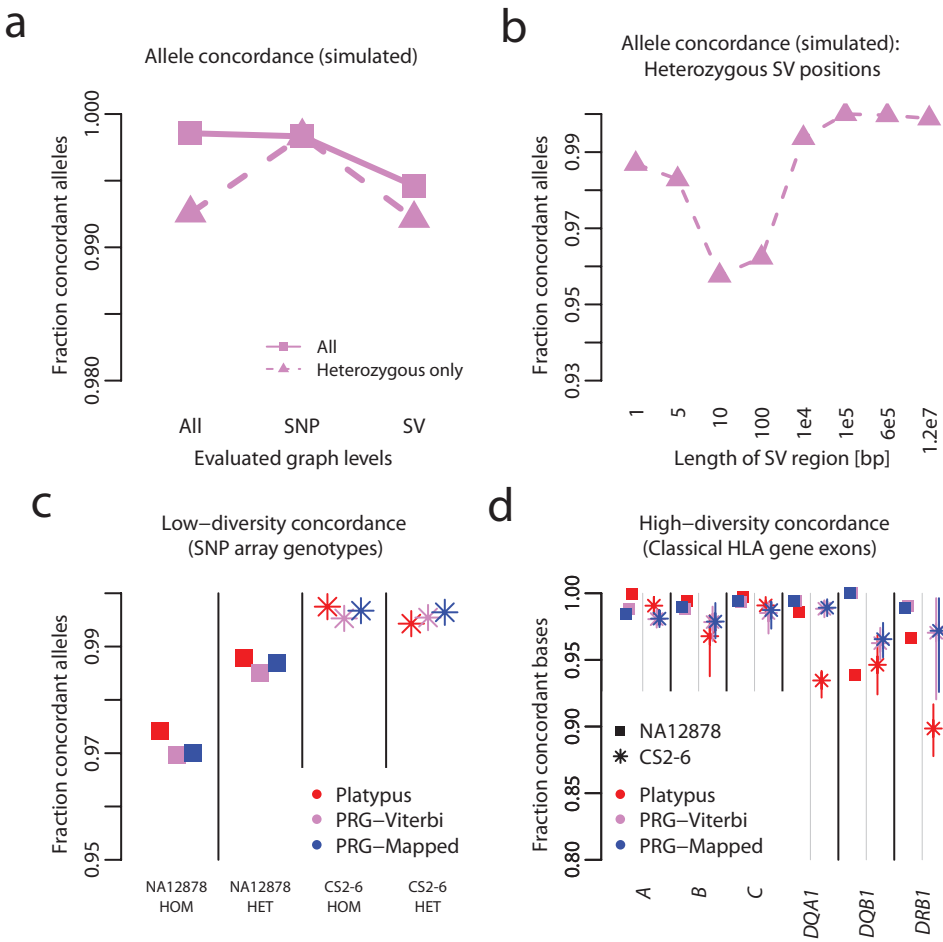 a
Allele concordance (simulated)
Fraction concordant alleles
1.000
0.990
0.980
All
Heterozygous only
All
SNP
SV
Evaluated graph levels
b
Allele concordance (simulated):
Heterozygous SV positions
Fraction concordant alleles
0.99
0.97
0.95
0.93
1
5
10
100
1e4
1e5
6e5
1.2e7
Length of SV region [bp]
c
Low−diversity concordance
(SNP array genotypes)
Fraction concordant alleles
0.99
0.97
0.95
Platypus
PRG−Viterbi
PRG−Mapped
NA12878
HOM
NA12878
HET
CS2-6
HOM
CS2-6
HET
d
High−diversity concordance
(Classical HLA gene exons)
Fraction concordant bases
1.00
0.95
0.90
0.85
0.80
NA12878
CS2−6
Platypus
PRG−Viterbi
PRG−Mapped
A
B
C
DQA1
DQB1
DRB1